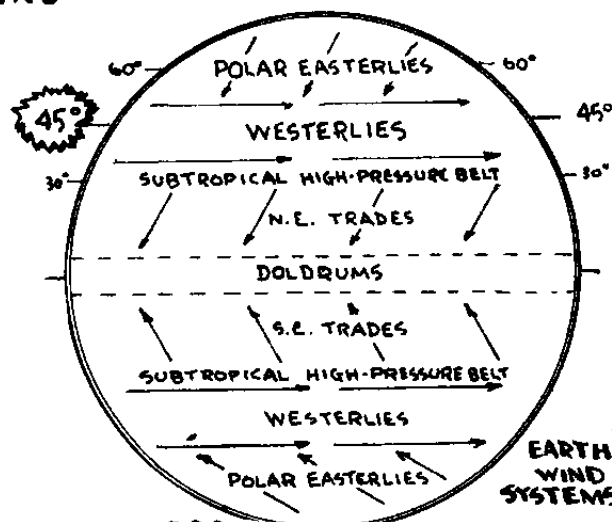 60° POLAR EASTERLIES 60°
45° WESTERLIES 45°
30° SUBTROPICAL HIGH-PRESSURE BELT 30°
N.E. TRADES
DOLDRUMS
S.E. TRADES
SUBTROPICAL HIGH-PRESSURE BELT
WESTERLIES
POLAR EASTERLIES
EARTH
WIND
SYSTEMS